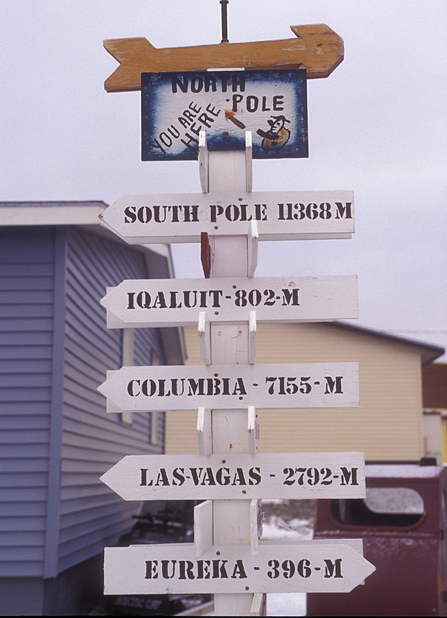 NORTH POLE
YOU ARE HERE
SOUTH POLE 11368 M
IQALUIT-802-M
COLUMBIA - 7155-M
LAS-VAGAS - 2792-M
EUREKA - 396-M